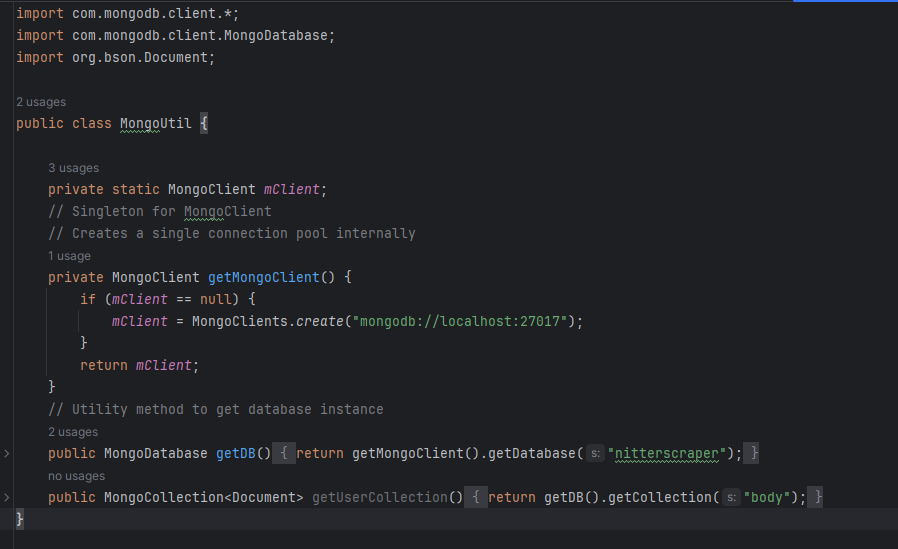 import com.mongodb.client.*;
import com.mongodb.client.MongoDatabase;
import org.bson.Document;
2 usages
public class MongoUtil {
3 usages
private static MongoClient mClient;
// Singleton for MongoClient
// Creates a single connection pool internally
1 usage
private MongoClient getMongoClient() {
if (mClient == null) {
mClient = MongoClients.create("mongodb://localhost:27017");
}
return mClient;
}
// Utility method to get database instance
2 usages
public MongoDatabase getDB() { return getMongoClient().getDatabase( s: "nitterscraper"); }
no usages
public MongoCollection<Document> getUserCollection() { return getDB().getCollection( s: "body"); }
}